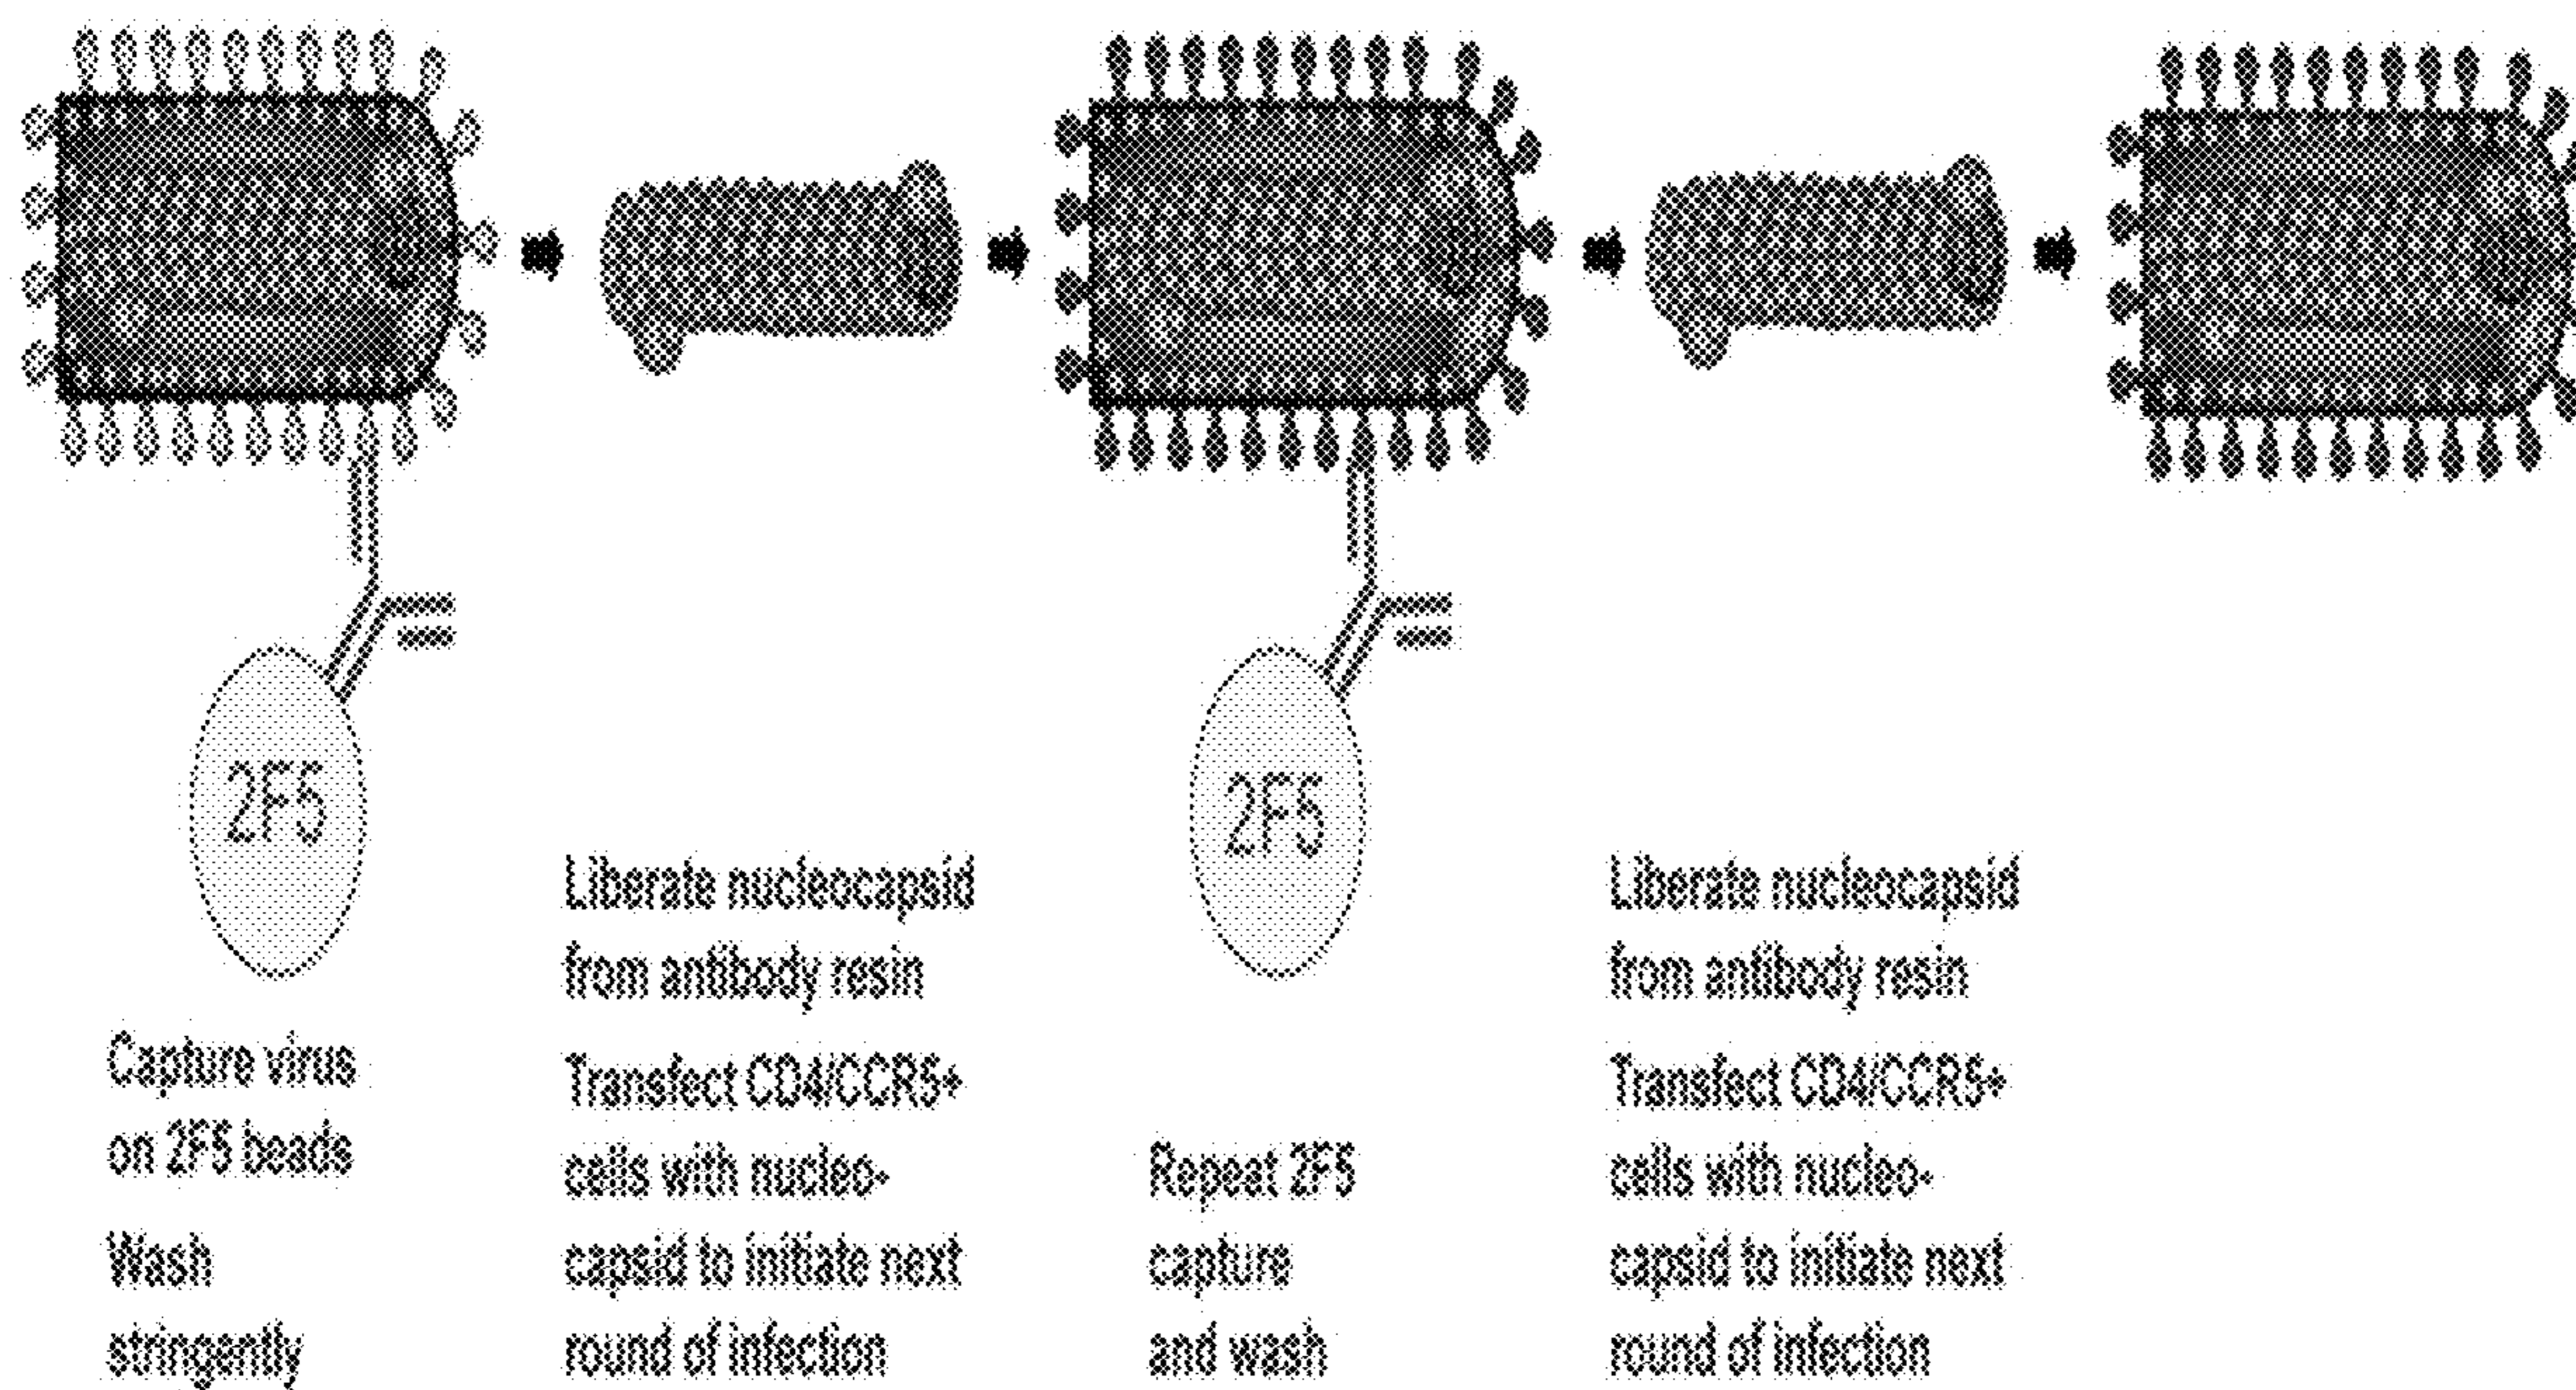 2F5
2F5
Capture virus
on 2F5 beads
Wash
stringently
Liberate nucleocapsid
from antibody resin
Transfect CD4/CCR5+
cells with nucleo-
capsid to initiate next
round of infection
Repeat 2F5
capture
and wash
Liberate nucleocapsid
from antibody resin
Transfect CD4/CCR5+
cells with nucleo-
capsid to initiate next
round of infection